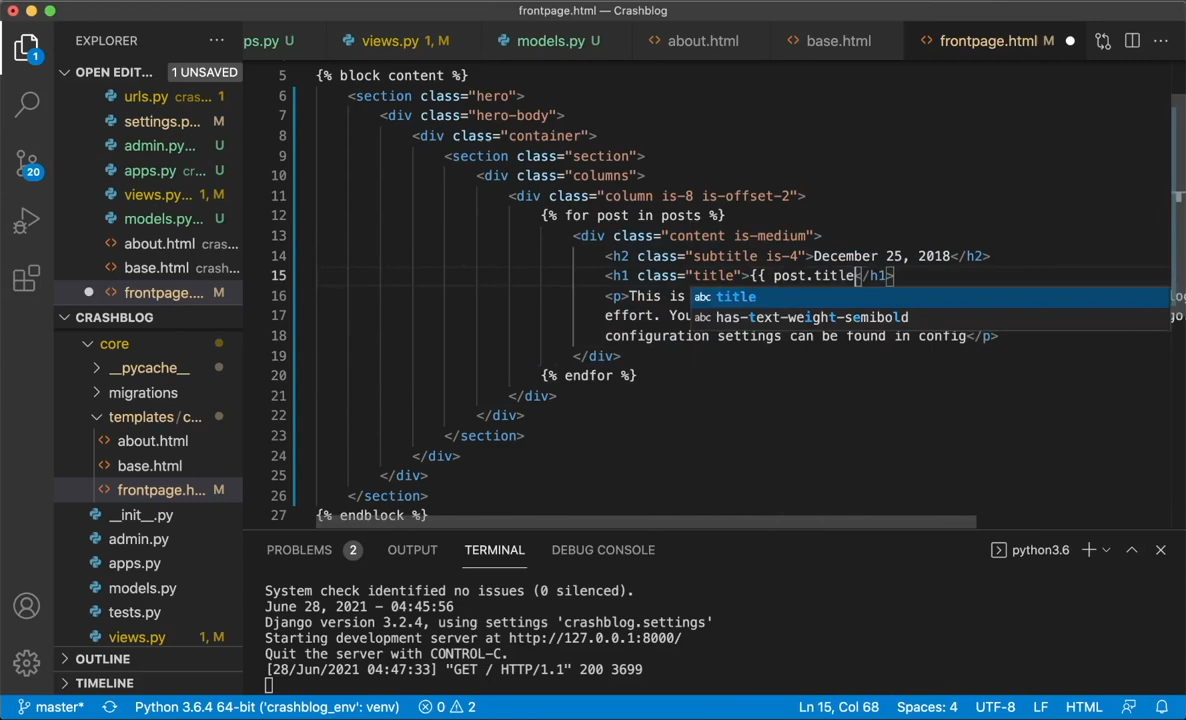 frontpage.html — Crashblog
EXPLORER
ps.py U
views.py 1, M
models.py U
about.html
base.html
frontpage.html M
OPEN EDIT... 1 UNSAVED
urls.py cras... 1
settings.p... M
admin.py... U
apps.py cr... U
views.py... 1, M
models.py... U
about.html cras...
base.html crash...
frontpage.... M
CRASHBLOG
core
__pycache__
migrations
templates / c...
about.html
base.html
frontpage.h... M
__init__.py
admin.py
apps.py
models.py
tests.py
views.py 1, M
OUTLINE
TIMELINE
1
20
5 {% block content %}
6 <section class="hero">
7 <div class="hero-body">
8 <div class="container">
9 <section class="section">
10 <div class="columns">
11 <div class="column is-8 is-offset-2">
12 {% for post in posts %}
13 <div class="content is-medium">
14 <h2 class="subtitle is-4">December 25, 2018</h2>
15 <h1 class="title">{{ post.title</h1>
16 <p>This is
abc title
17 effort. You
abc has-text-weight-semibold
18 configuration settings can be found in config</p>
19 </div>
20 {% endfor %}
21 </div>
22 </div>
23 </section>
24 </div>
25 </div>
26 </section>
27 {% endblock %}
PROBLEMS 2 OUTPUT TERMINAL DEBUG CONSOLE
python3.6
System check identified no issues (0 silenced).
June 28, 2021 - 04:45:56
Django version 3.2.4, using settings 'crashblog.settings'
Starting development server at http://127.0.0.1:8000/
Quit the server with CONTROL-C.
[28/Jun/2021 04:47:33] "GET / HTTP/1.1" 200 3699
master* Python 3.6.4 64-bit ('crashblog_env': venv) 0 2 Ln 15, Col 68 Spaces: 4 UTF-8 LF HTML